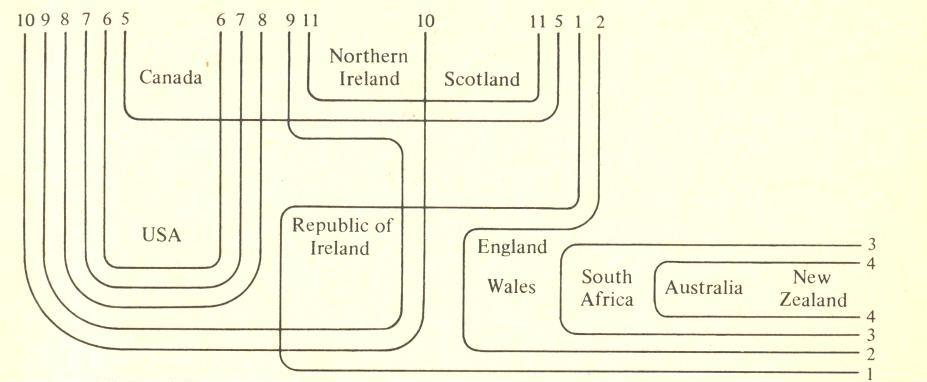 10 9 8 7 6 5 6 7 8 9 11 10 11 5 1 2
Northern
Ireland
Canada
Scotland
Republic of
Ireland
USA
England
Wales
South
Africa
Australia
New
Zealand
3
4
4
3
2
1